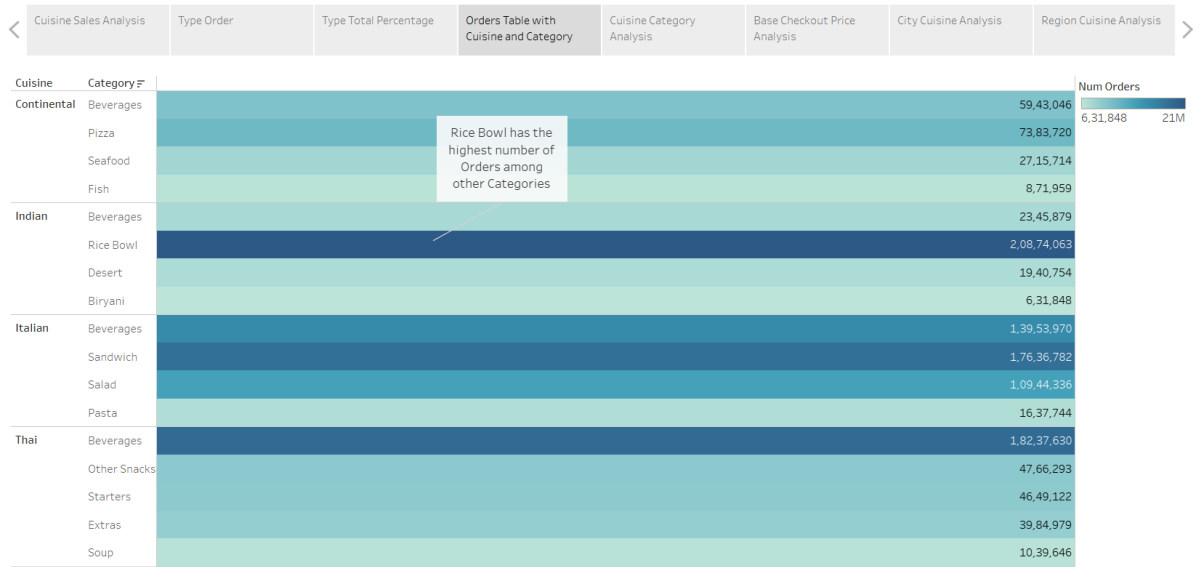 Cuisine Sales Analysis
Type Order
Type Total Percentage
Orders Table with
Cuisine and Category
Cuisine Category
Analysis
Base Checkout Price
Analysis
City Cuisine Analysis
Region Cuisine Analysis
Cuisine Category
Continental Beverages 59,43,046
Pizza 73,83,720
Seafood 27,15,714
Fish 8,71,959
Indian Beverages 23,45,879
Rice Bowl 2,08,74,063
Desert 19,40,754
Biryani 6,31,848
Italian Beverages 1,39,53,970
Sandwich 1,76,36,782
Salad 1,09,44,336
Pasta 16,37,744
Thai Beverages 1,82,37,630
Other Snacks 47,66,293
Starters 46,49,122
Extras 39,84,979
Soup 10,39,646
Rice Bowl has the
highest number of
Orders among
other Categories
Num Orders
6,31,848 21M